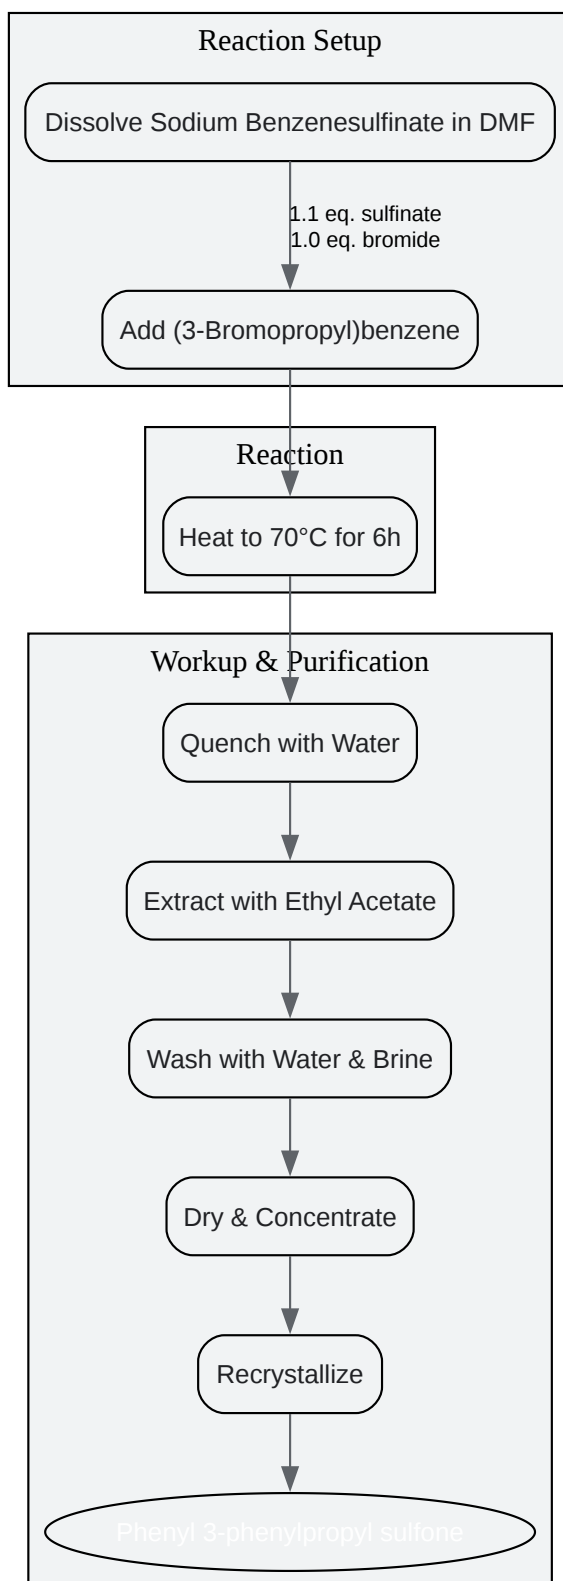 Reaction Setup
Dissolve Sodium Benzenesulfinate in DMF
1.1 eq. sulfinate
1.0 eq. bromide
Add (3-Bromopropyl)benzene
Reaction
Heat to 70°C for 6h
Workup & Purification
Quench with Water
Extract with Ethyl Acetate
Wash with Water & Brine
Dry & Concentrate
Recrystallize
Phenyl 3-phenylpropyl sulfone